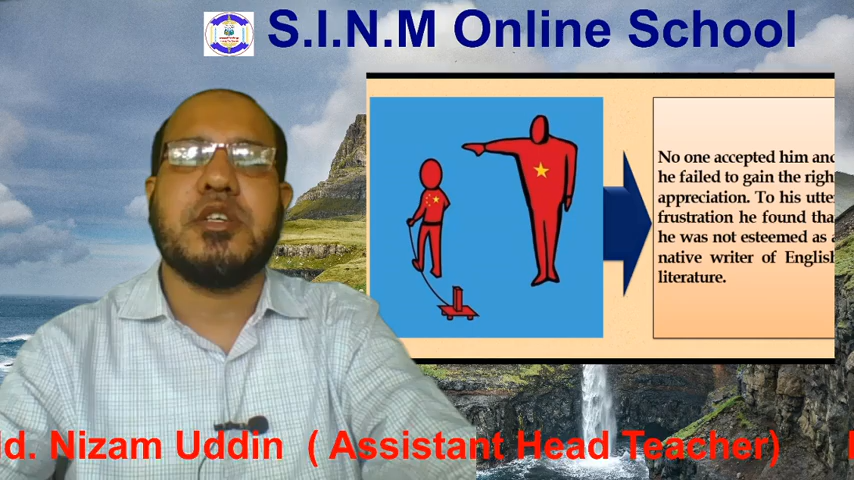 S.I.N.M Online School
No one accepted him and
he failed to gain the righ
appreciation. To his utte
frustration he found tha
he was not esteemed as a
native writer of English
literature.
d. Nizam Uddin ( Assistant Head Teacher)